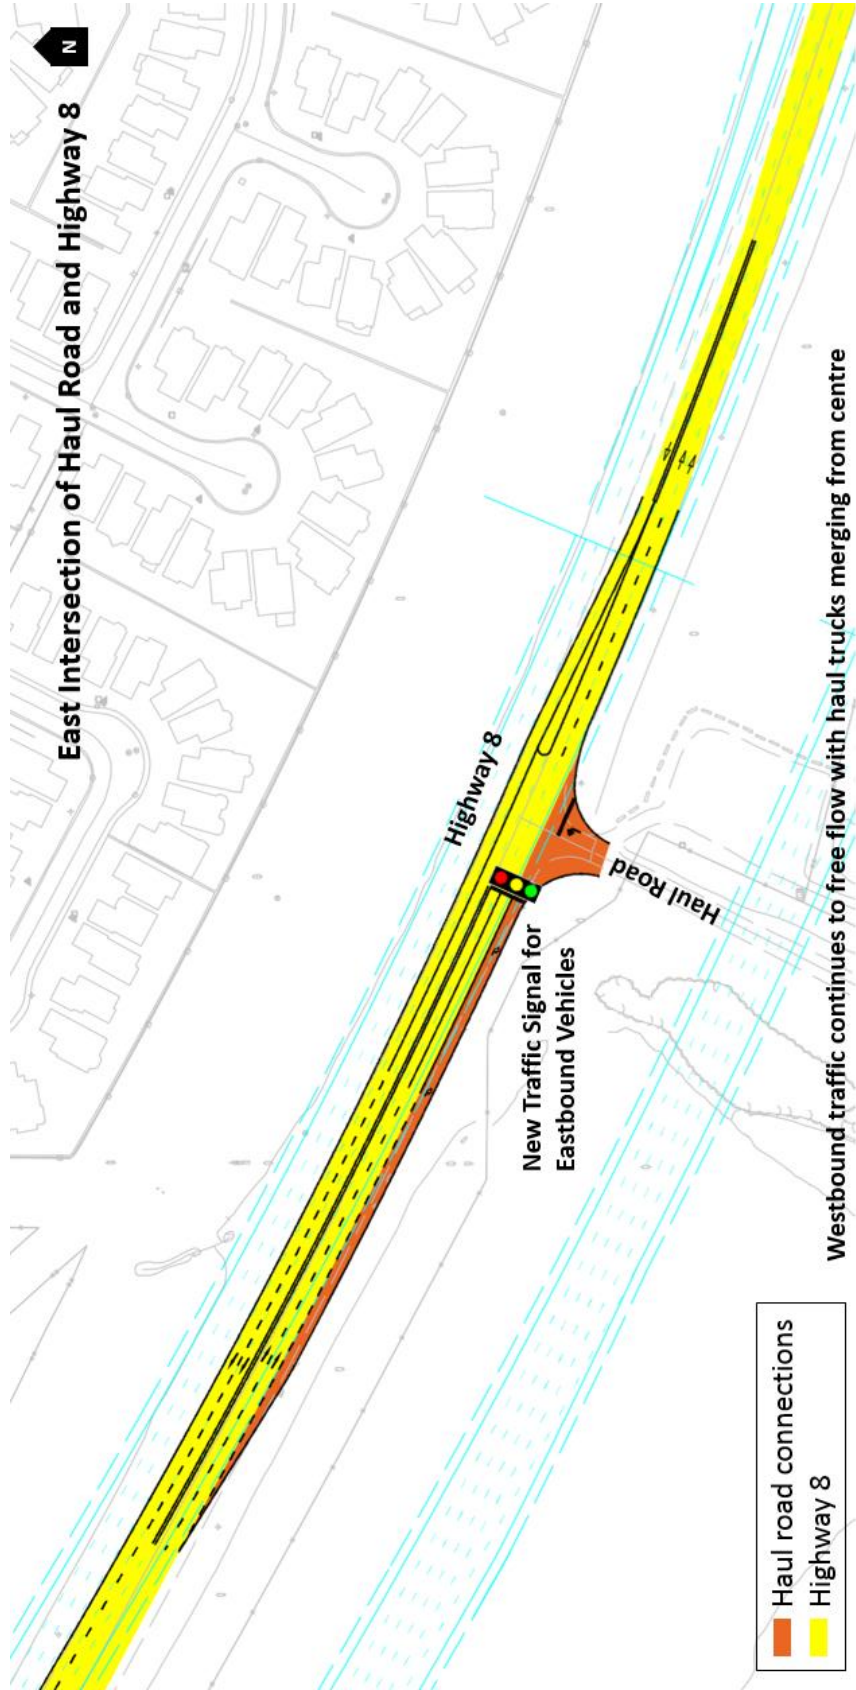 N
East Intersection of Haul Road and Highway 8
Highway 8
Haul Road
New Traffic Signal for
Eastbound Vehicles
Haul road connections
Highway 8
Westbound traffic continues to free flow with haul trucks merging from centre